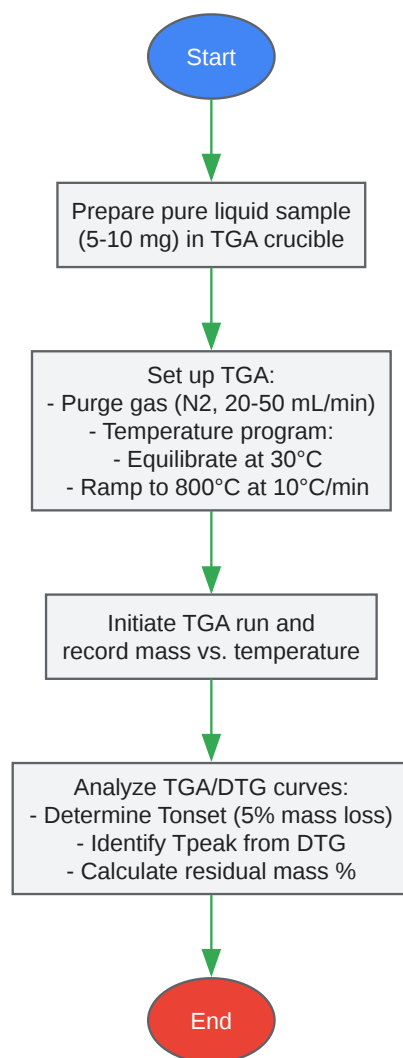 Start
Prepare pure liquid sample
(5-10 mg) in TGA crucible
Set up TGA:
- Purge gas (N2, 20-50 mL/min)
- Temperature program:
- Equilibrate at 30°C
- Ramp to 800°C at 10°C/min
Initiate TGA run and
record mass vs. temperature
Analyze TGA/DTG curves:
- Determine Tonset (5% mass loss)
- Identify Tpeak from DTG
- Calculate residual mass %
End